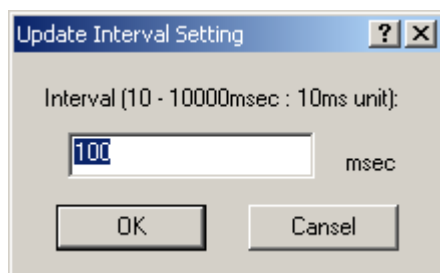 Update Interval Setting
Interval (10 - 10000msec : 10ms unit):
100
msec
OK Cansel